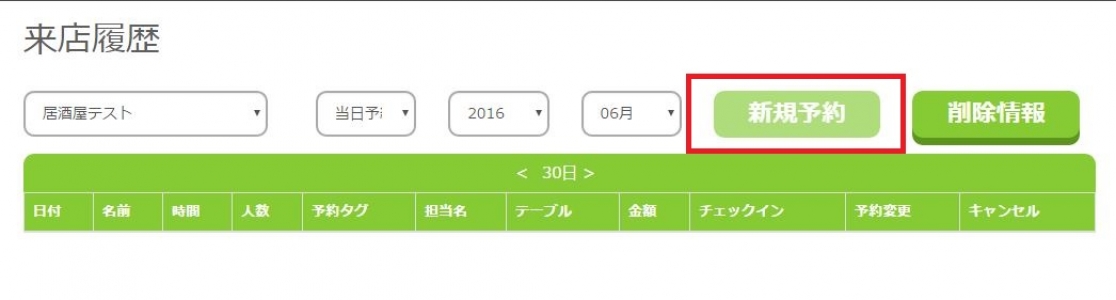 来店履歴
居酒屋テスト 当日予 2016 06月 新規予約 削除情報
< 30日 >
日付 名前 時間 人数 予約タグ 担当名 テーブル 金額 チェックイン 予約変更 キャンセル